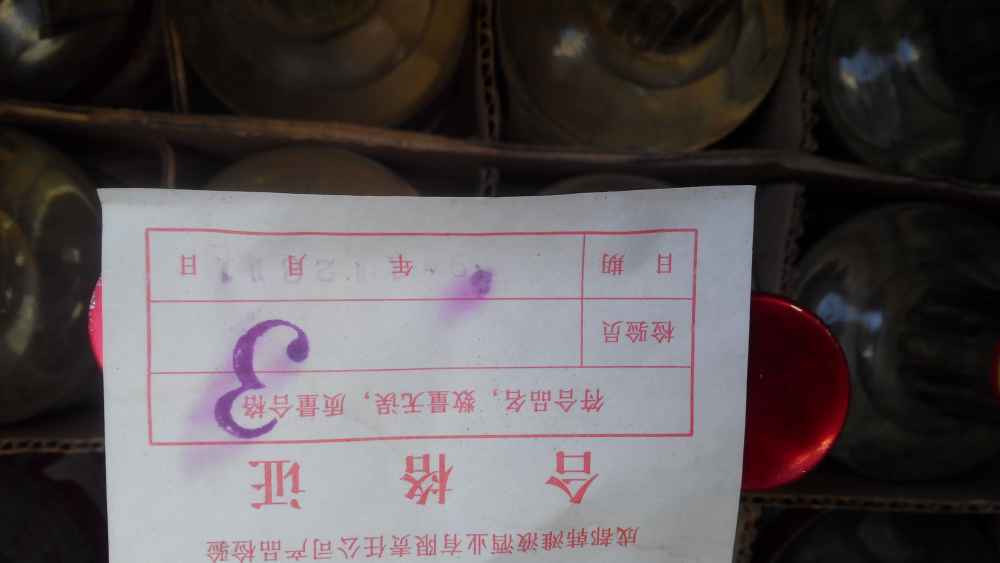 成都韩滩液酒业有限责任公司产品检验
合格证
符合品名，数量无误，质量合格
检验员
3
日期 年 月 日